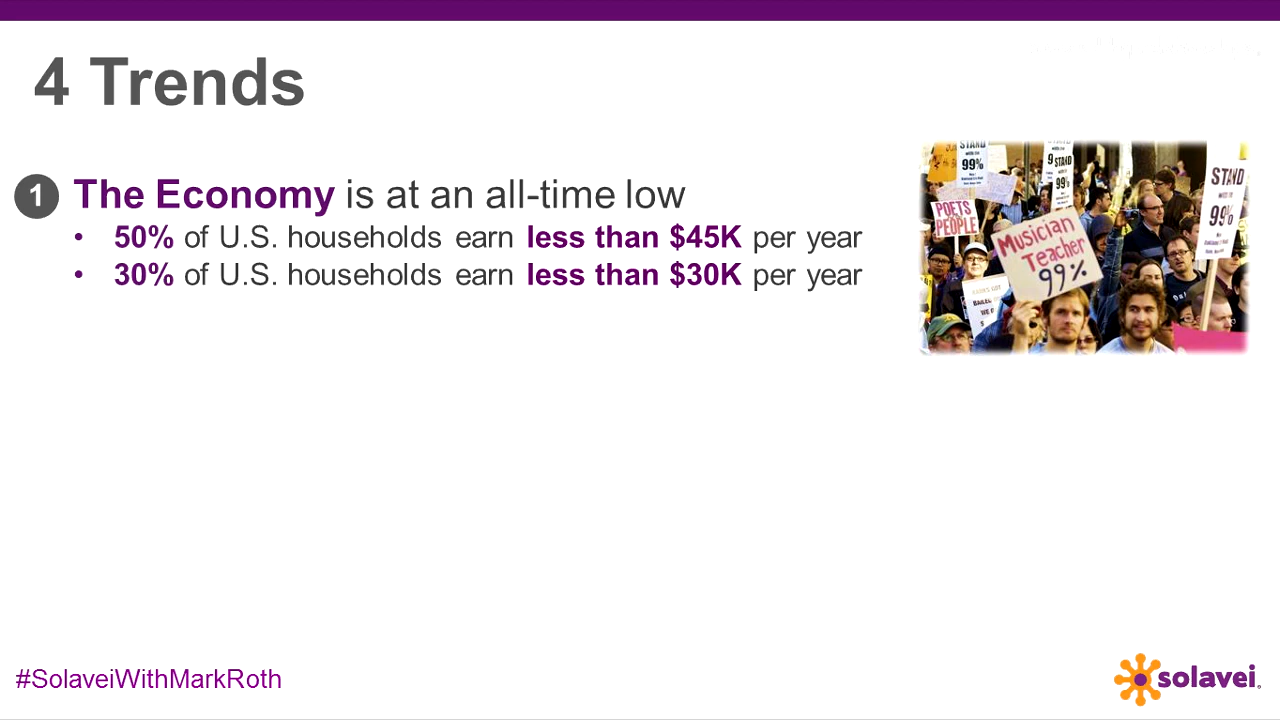 4 Trends
1 The Economy is at an all-time low
• 50% of U.S. households earn less than $45K per year
• 30% of U.S. households earn less than $30K per year
STAND
99%
STAND
99%
POETS
PEOPLE
Musician
Teacher
99%
STAND
99%
#SolaveiWithMarkRoth
solavei